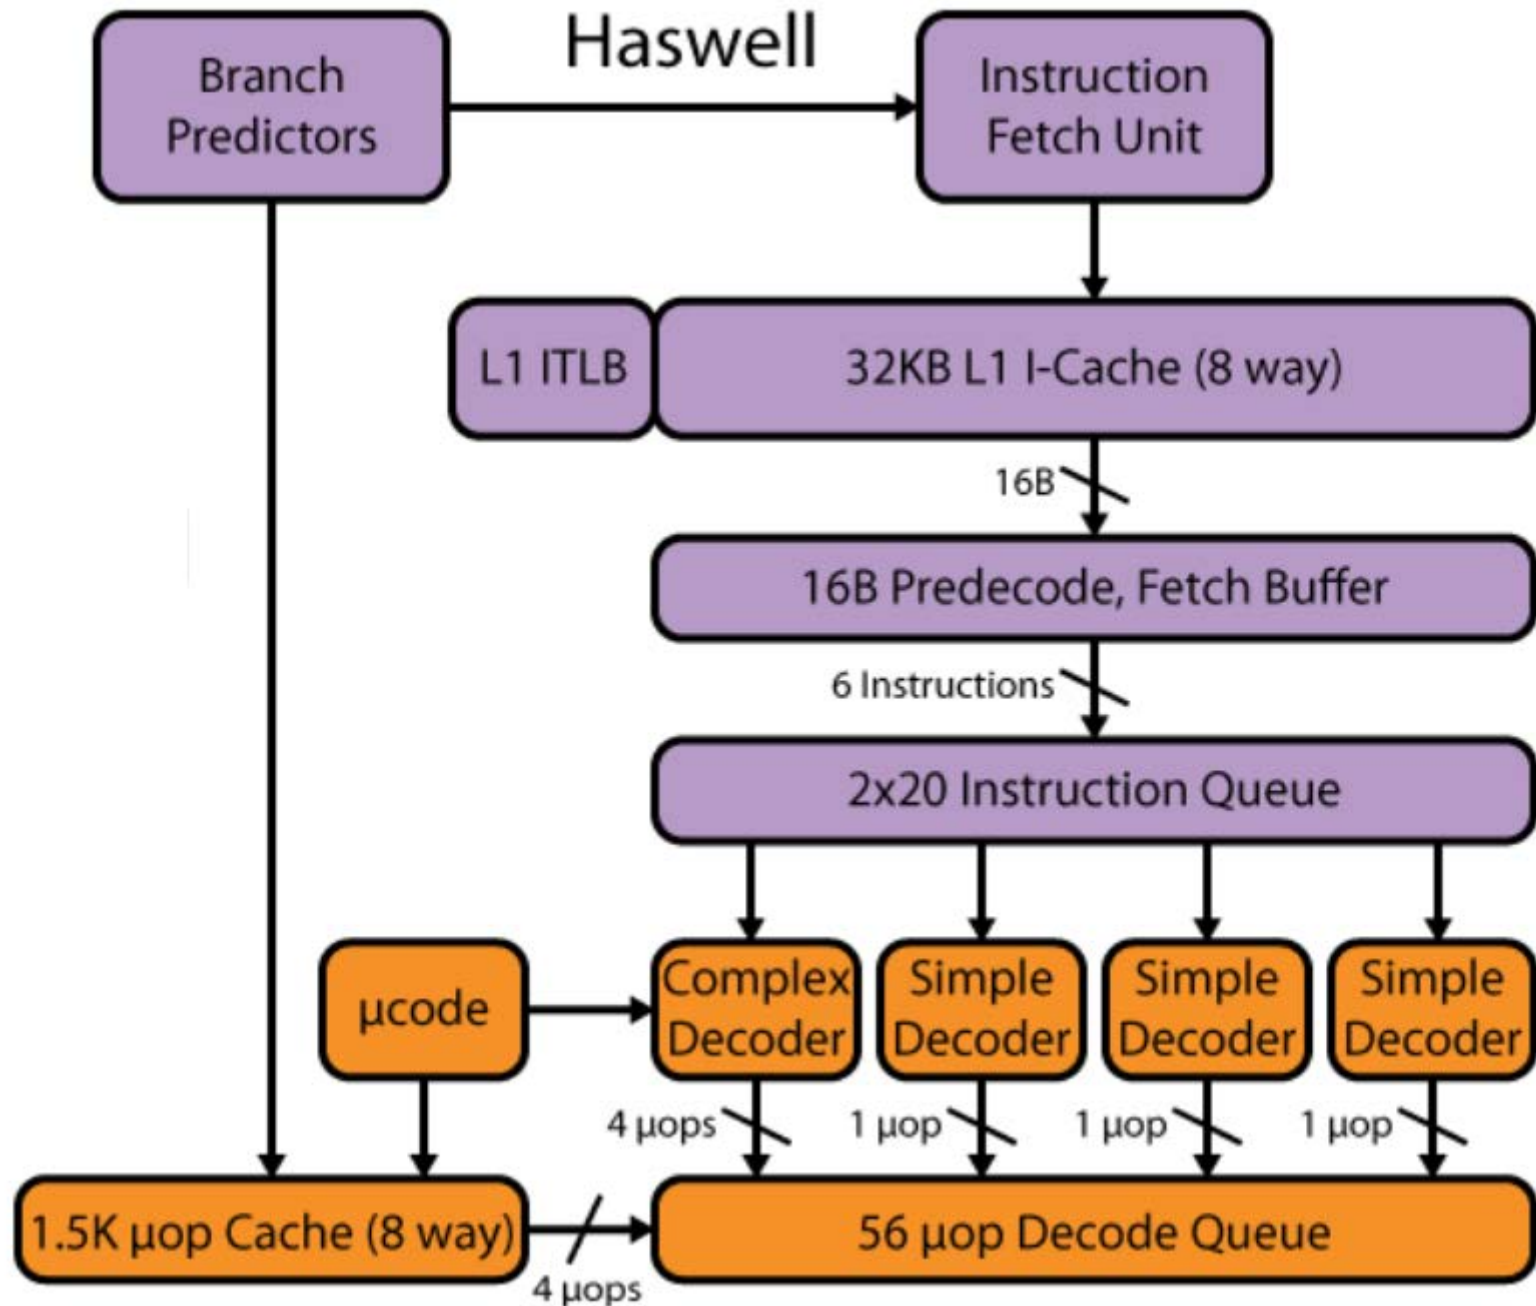 Haswell
Branch
Predictors
Instruction
Fetch Unit
L1 ITLB
32KB L1 I-Cache (8 way)
16B
16B Predecode, Fetch Buffer
6 Instructions
2x20 Instruction Queue
µcode
Complex
Decoder
Simple
Decoder
Simple
Decoder
Simple
Decoder
4 µops
1 µop
1 µop
1 µop
1.5K µop Cache (8 way)
4 µops
56 µop Decode Queue